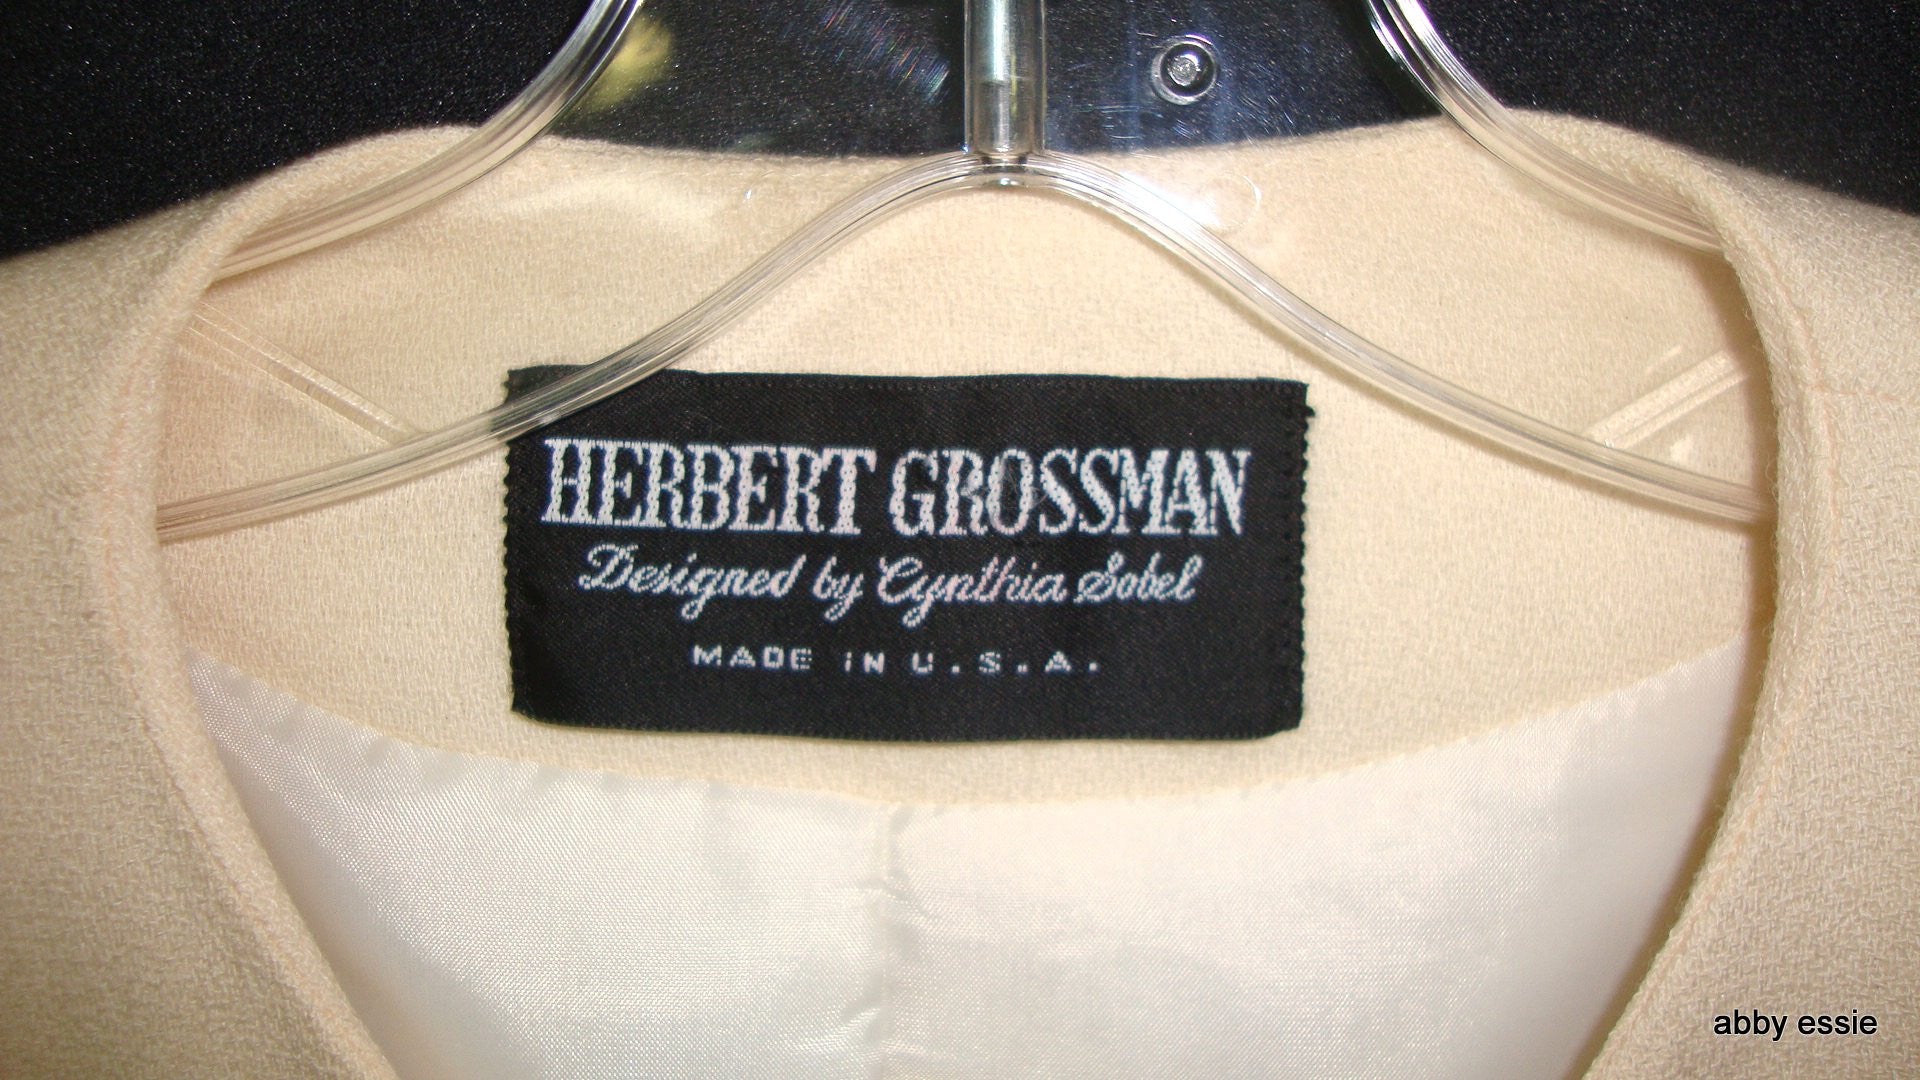 HERBERT GROSSMAN
Designed by Cynthia Sobel
MADE IN U.S.A.
abby essie